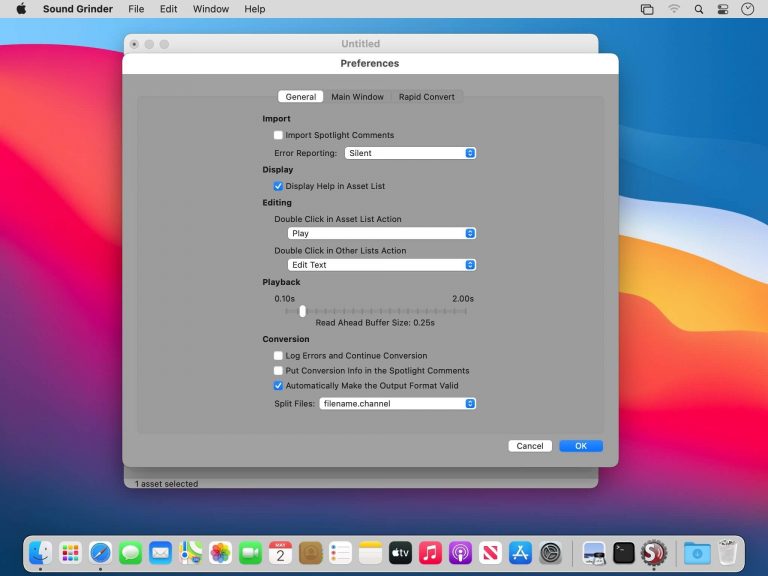 Sound Grinder File Edit Window Help
Untitled
Preferences
General Main Window Rapid Convert
Import
Import Spotlight Comments
Error Reporting: Silent
Display
Display Help in Asset List
Editing
Double Click in Asset List Action
Play
Double Click in Other Lists Action
Edit Text
Playback
0.10s 2.00s
Read Ahead Buffer Size: 0.25s
Conversion
Log Errors and Continue Conversion
Put Conversion Info in the Spotlight Comments
Automatically Make the Output Format Valid
Split Files: filename.channel
Cancel OK
1 asset selected
2
tv